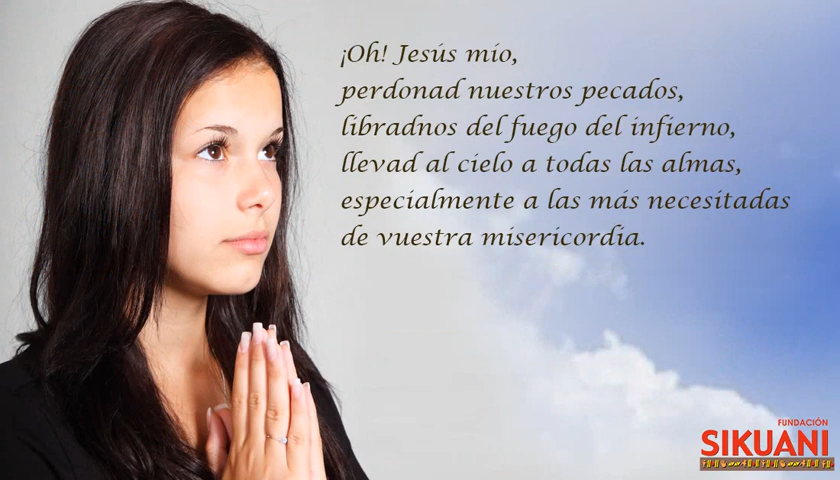 ¡Oh! Jesús mío,
perdonad nuestros pecados,
libradnos del fuego del infierno,
llevad al cielo a todas las almas,
especialmente a las más necesitadas
de vuestra misericordia.
FUNDACIÓN
SIKUANI